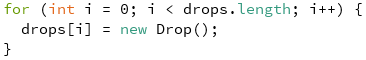 for (int i = 0; i < drops.length; i++) {
  drops[i] = new Drop();
}